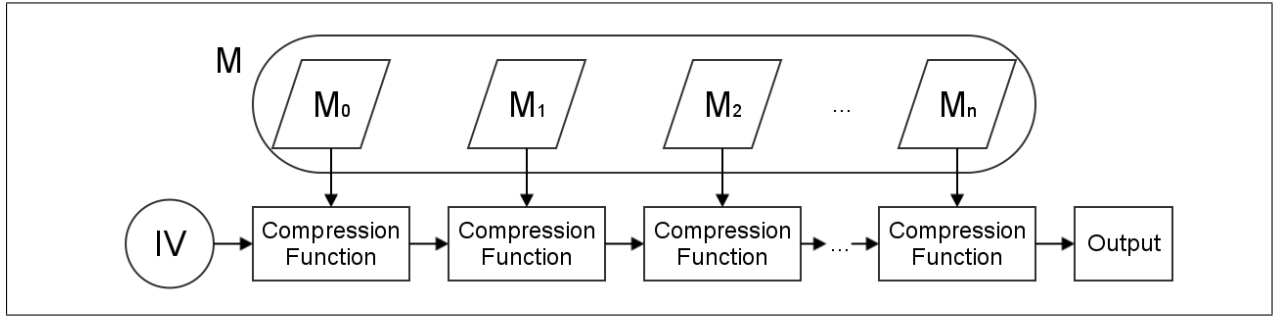 M
M0 M1 M2 ... Mn
IV
Compression Function
Compression Function
Compression Function
...
Compression Function
Output